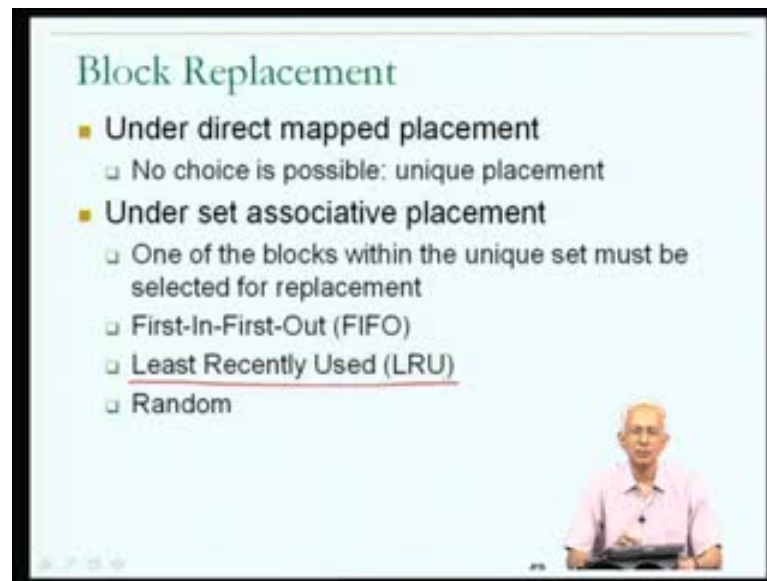 Block Replacement
Under direct mapped placement
No choice is possible: unique placement
Under set associative placement
One of the blocks within the unique set must be
selected for replacement
First-In-First-Out (FIFO)
Least Recently Used (LRU)
Random